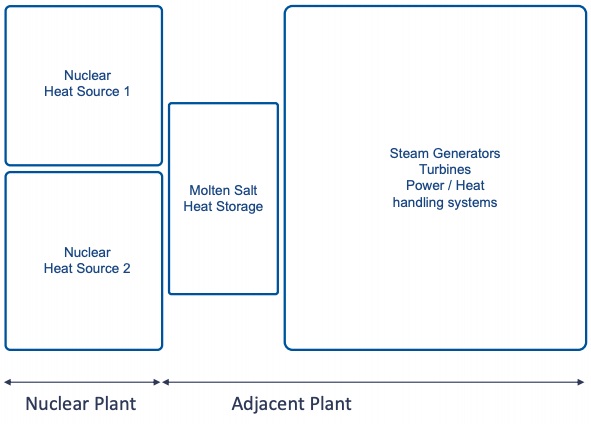 Nuclear
Heat Source 1
Nuclear
Heat Source 2
Molten Salt
Heat Storage
Steam Generators
Turbines
Power / Heat
handling systems
Nuclear Plant
Adjacent Plant